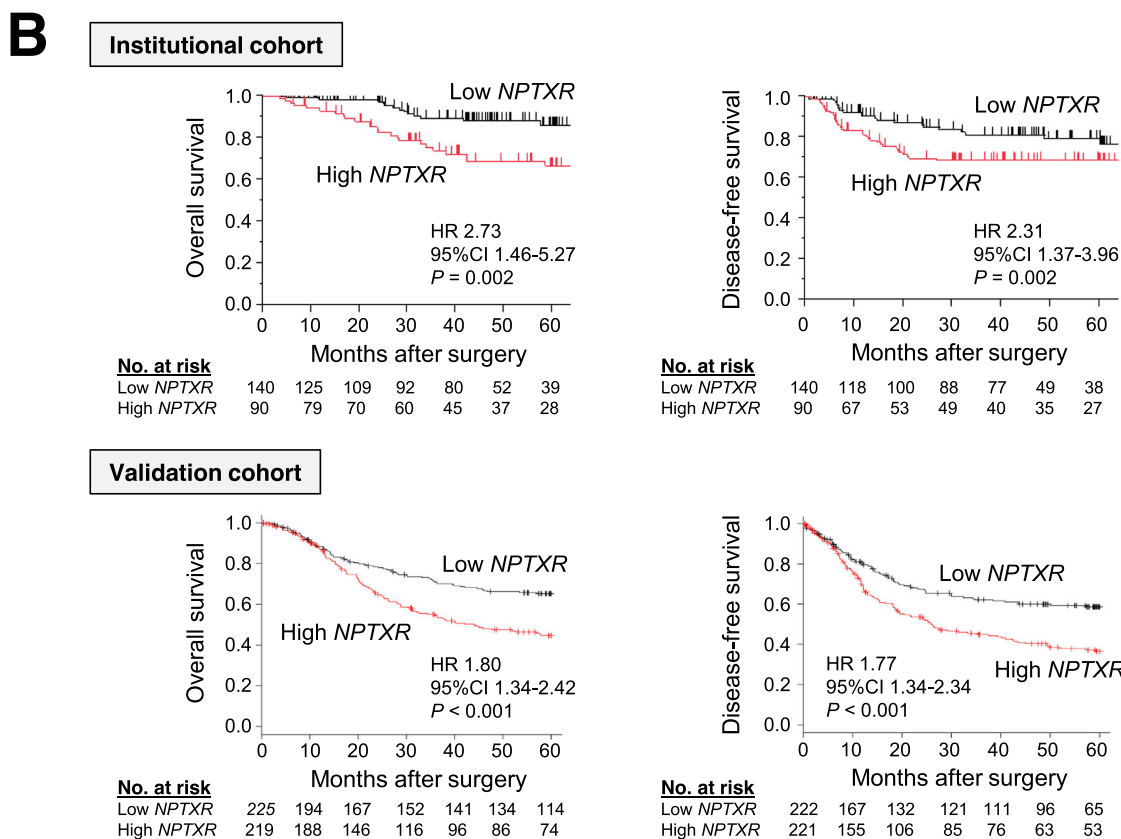 B
Institutional cohort
Overall survival
1.0
0.8
0.6
0.4
0.2
0.0
Low NPTXR
High NPTXR
HR 2.73
95%CI 1.46-5.27
P = 0.002
0 10 20 30 40 50 60
Months after surgery
No. at risk
Low NPTXR 140 125 109 92 80 52 39
High NPTXR 90 79 70 60 45 37 28
Disease-free survival
1.0
0.8
0.6
0.4
0.2
0.0
Low NPTXR
High NPTXR
HR 2.31
95%CI 1.37-3.96
P = 0.002
0 10 20 30 40 50 60
Months after surgery
No. at risk
Low NPTXR 140 118 100 88 77 49 38
High NPTXR 90 67 53 49 40 35 27
Validation cohort
Overall survival
1.0
0.8
0.6
0.4
0.2
0.0
Low NPTXR
High NPTXR
HR 1.80
95%CI 1.34-2.42
P < 0.001
0 10 20 30 40 50 60
Months after surgery
No. at risk
Low NPTXR 225 194 167 152 141 134 114
High NPTXR 219 188 146 116 96 86 74
Disease-free survival
1.0
0.8
0.6
0.4
0.2
0.0
Low NPTXR
High NPTXR
HR 1.77
95%CI 1.34-2.34
P < 0.001
0 10 20 30 40 50 60
Months after surgery
No. at risk
Low NPTXR 222 167 132 121 111 96 65
High NPTXR 221 155 106 85 76 63 53